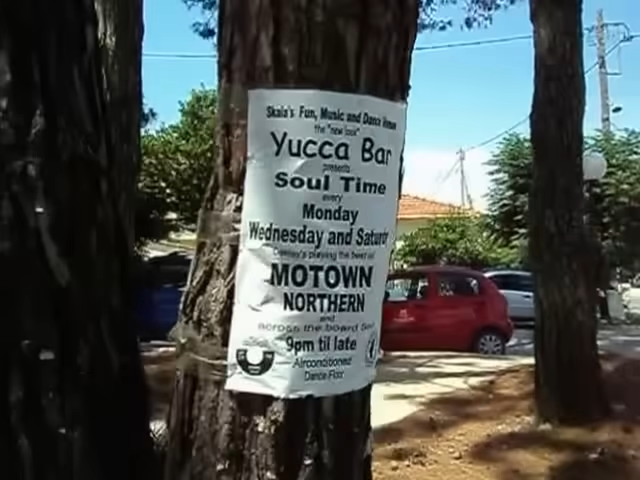 Skala's Fun, Music and Dance Venue
the "new look"
Yucca Bar
presents
Soul Time
every
Monday
Wednesday and Saturday
playing the best of
MOTOWN
NORTHERN
and
across the board Soul
9pm til late
Airconditioned
Dance Floor